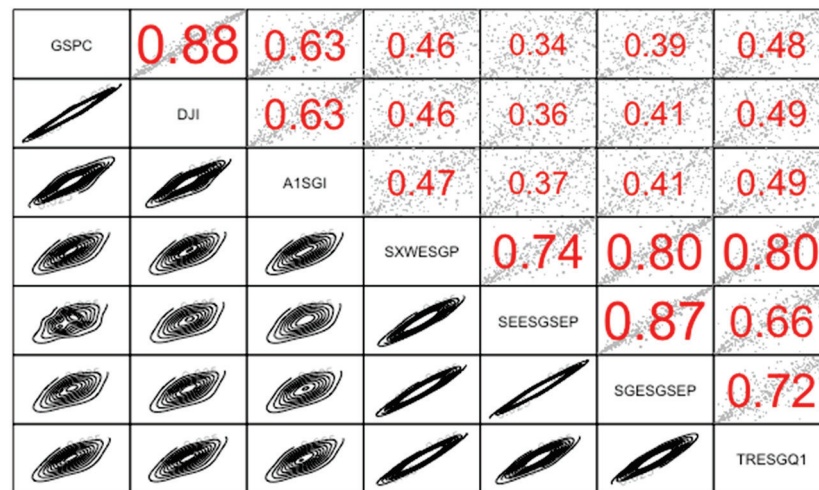 GSPC 0.88 0.63 0.46 0.34 0.39 0.48
DJI 0.63 0.46 0.36 0.41 0.49
A1SGI 0.47 0.37 0.41 0.49
SXWESGP 0.74 0.80 0.80
SEESGSEP 0.87 0.66
SGESGSEP 0.72
TRESGQ1